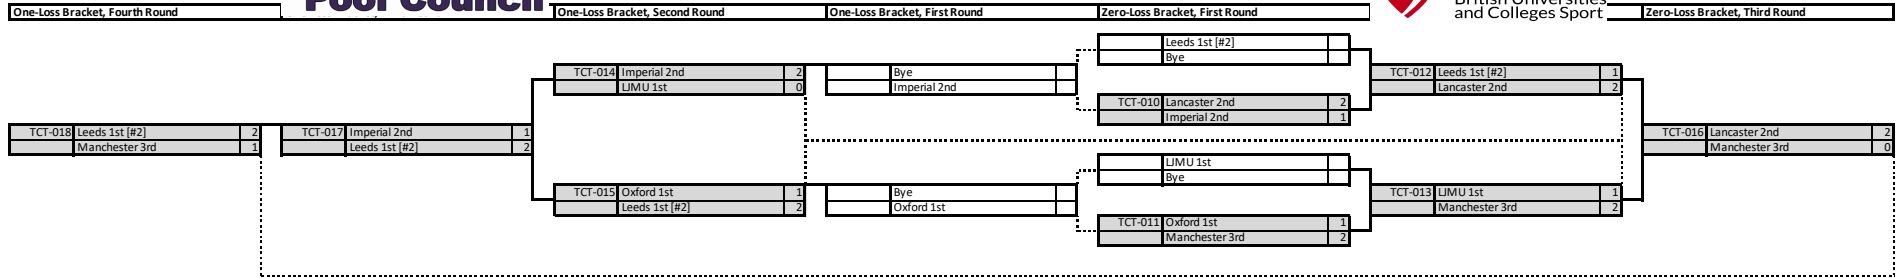 One-Loss Bracket, Fourth Round
Pool Council
One-Loss Bracket, Second Round
One-Loss Bracket, First Round
Zero-Loss Bracket, First Round
British Universities
and Colleges Sport
Zero-Loss Bracket, Third Round
TCT-018 Leeds 1st [#2] 2
Manchester 3rd 1
TCT-017 Imperial 2nd 1
Leeds 1st [#2] 2
TCT-014 Imperial 2nd 2
LJMU 1st 0
TCT-015 Oxford 1st 1
Leeds 1st [#2] 2
Bye
Imperial 2nd
Bye
Oxford 1st
Leeds 1st [#2]
Bye
TCT-010 Lancaster 2nd 2
Imperial 2nd 1
LJMU 1st
Bye
TCT-011 Oxford 1st 1
Manchester 3rd 2
TCT-012 Leeds 1st [#2] 1
Lancaster 2nd 2
TCT-013 LJMU 1st 1
Manchester 3rd 2
TCT-016 Lancaster 2nd 2
Manchester 3rd 0